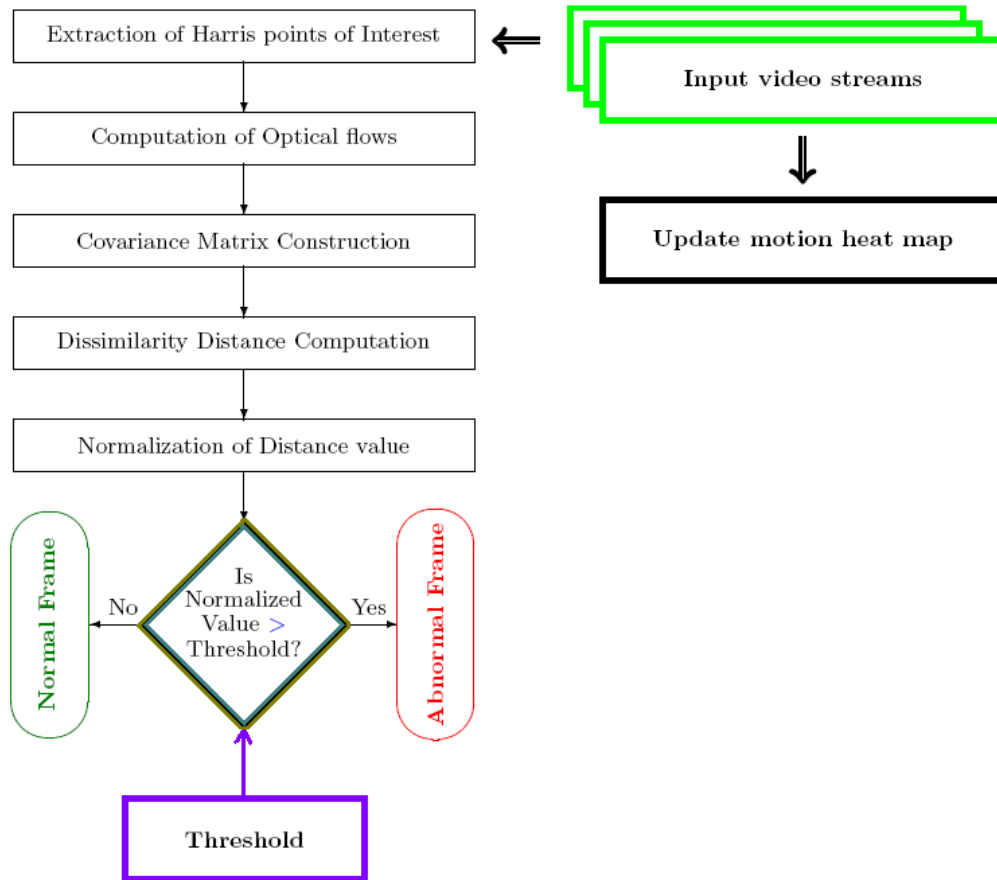 Extraction of Harris points of Interest
Input video streams
Computation of Optical flows
Update motion heat map
Covariance Matrix Construction
Dissimilarity Distance Computation
Normalization of Distance value
Normal Frame
No
Is
Normalized
Value >
Threshold?
Yes
Abnormal Frame
Threshold